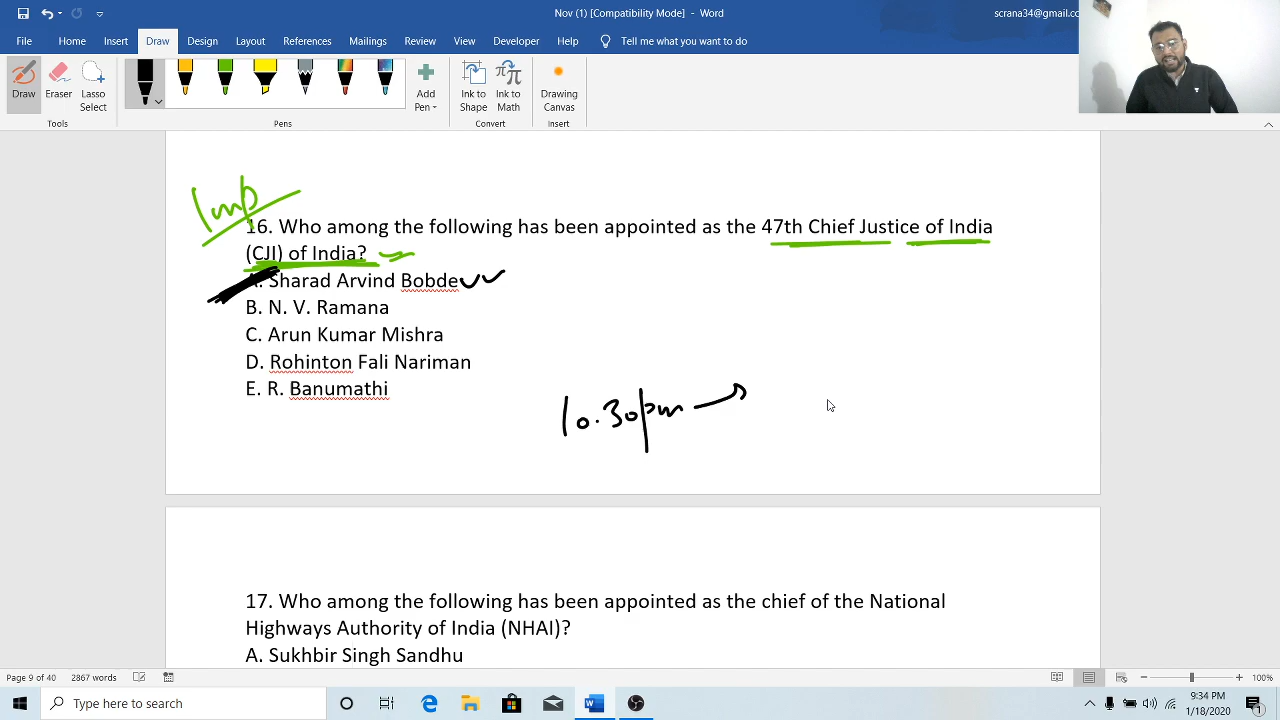 Nov (1) [Compatibility Mode] - Word
scrana34@gmail.co
File Home Insert Draw Design Layout References Mailings Review View Developer Help Tell me what you want to do
Draw Eraser Lasso Select Add Pen Ink to Shape Ink to Math Drawing Canvas
Tools Pens Convert Insert
Imp
16. Who among the following has been appointed as the 47th Chief Justice of India
(CJI) of India?
A. Sharad Arvind Bobde
B. N. V. Ramana
C. Arun Kumar Mishra
D. Rohinton Fali Nariman
E. R. Banumathi
10.30pm
17. Who among the following has been appointed as the chief of the National
Highways Authority of India (NHAI)?
A. Sukhbir Singh Sandhu
Page 9 of 40 2867 words 100%
Type here to search
9:34 PM
1/18/2020
1